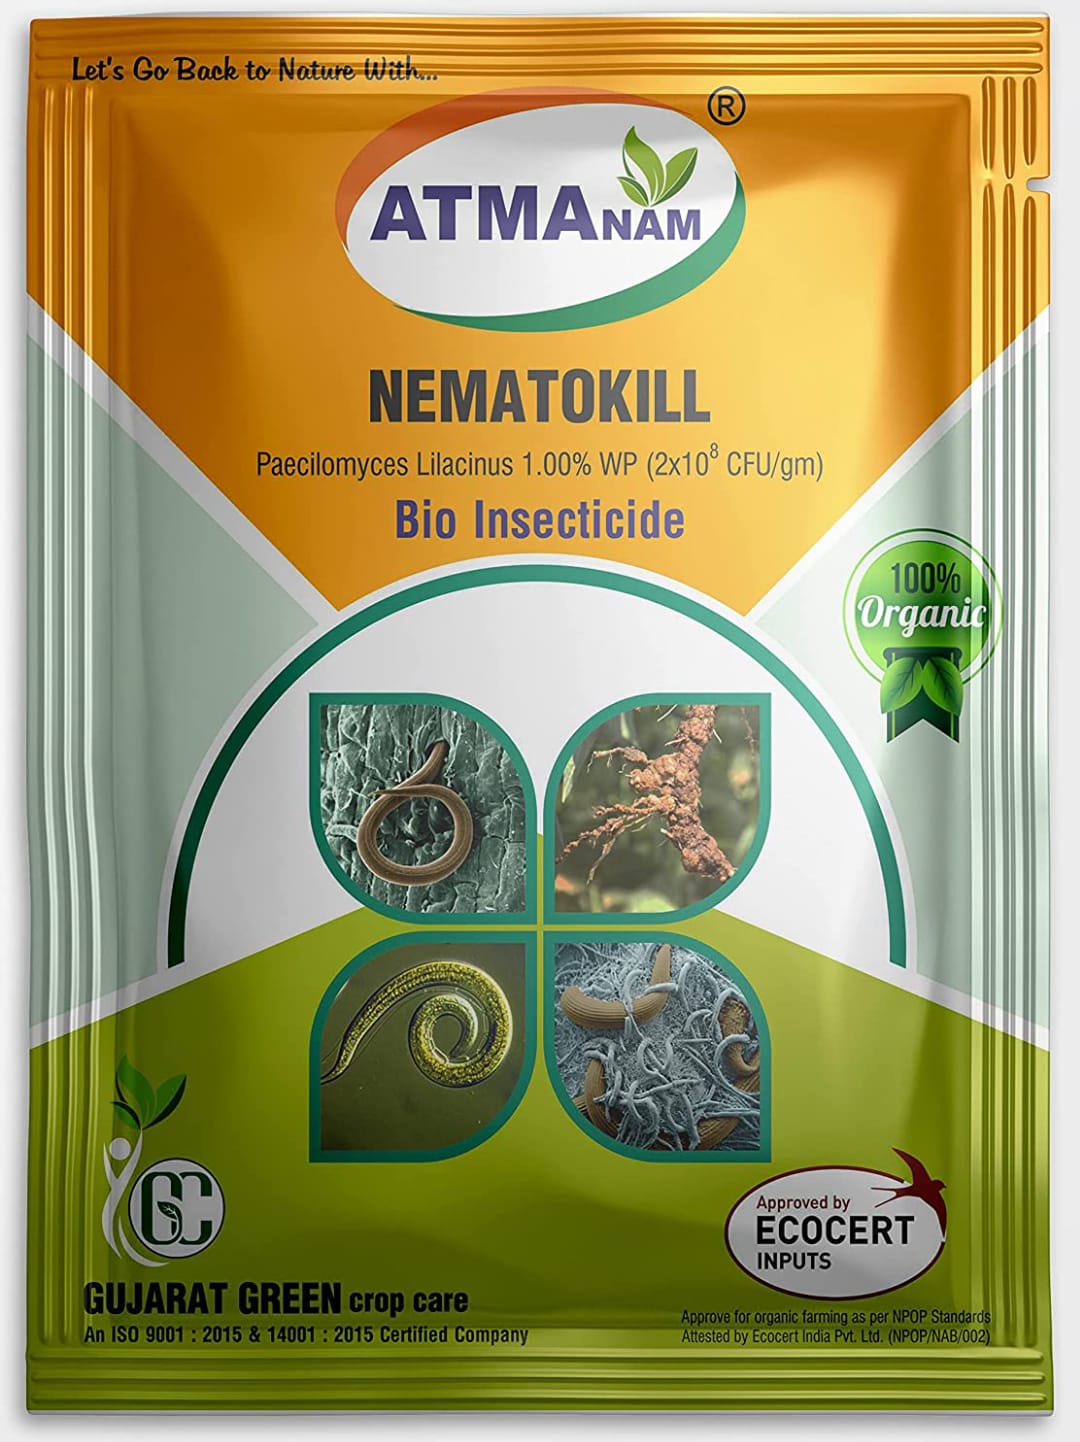 Let's Go Back to Nature With...
®
ATMANAM
NEMATOKILL
Paecilomyces Lilacinus 1.00% WP (2x10⁸ CFU/gm)
Bio Insecticide
100%
Organic
GC
Approved by
ECOCERT
INPUTS
GUJARAT GREEN crop care
An ISO 9001 : 2015 & 14001 : 2015 Certified Company
Approve for organic farming as per NPOP Standards
Attested by Ecocert India Pvt. Ltd. (NPOP/NAB/002)